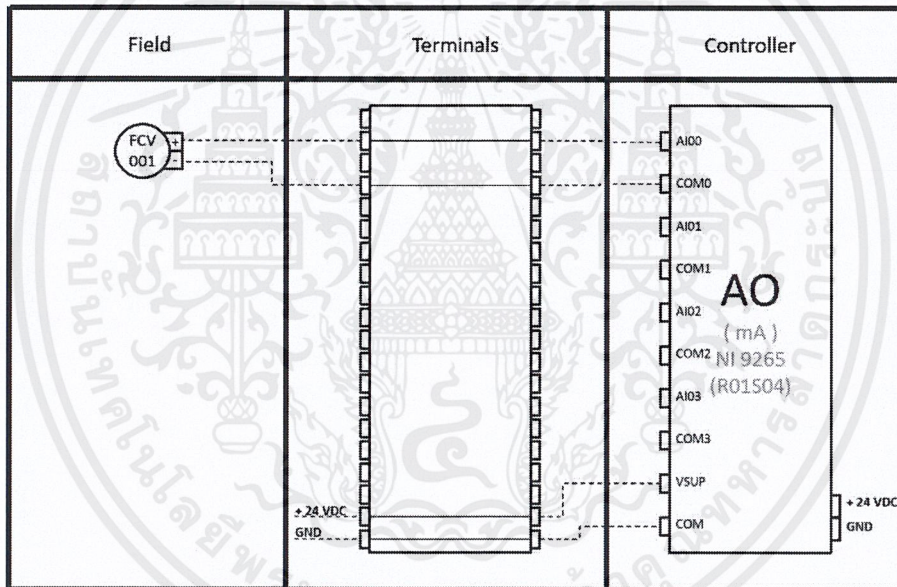 Field
Terminals
Controller
FCV
001
+
-
AI00
COM0
AI01
COM1
AI02
COM2
AI03
COM3
VSUP
COM
AO
( mA )
NI 9265
(R01S04)
+ 24 VDC
GND
+ 24 VDC
GND